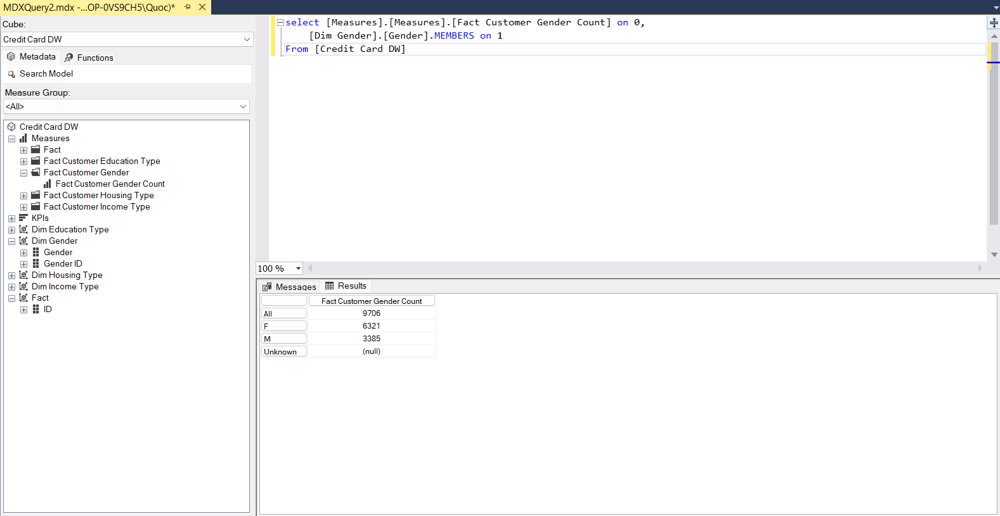 MDXQuery2.mdx -...OP-0VS9CH5\Quoc)*
Cube:
Credit Card DW
Metadata
Functions
Search Model
Measure Group:
<All>
Credit Card DW
Measures
Fact
Fact Customer Education Type
Fact Customer Gender
Fact Customer Gender Count
Fact Customer Housing Type
Fact Customer Income Type
KPIs
Dim Education Type
Dim Gender
Gender
Gender ID
Dim Housing Type
Dim Income Type
Fact
ID
select [Measures].[Measures].[Fact Customer Gender Count] on 0,
[Dim Gender].[Gender].MEMBERS on 1
From [Credit Card DW]
100 %
Messages
Results
Fact Customer Gender Count
All 9706
F 6321
M 3385
Unknown (null)